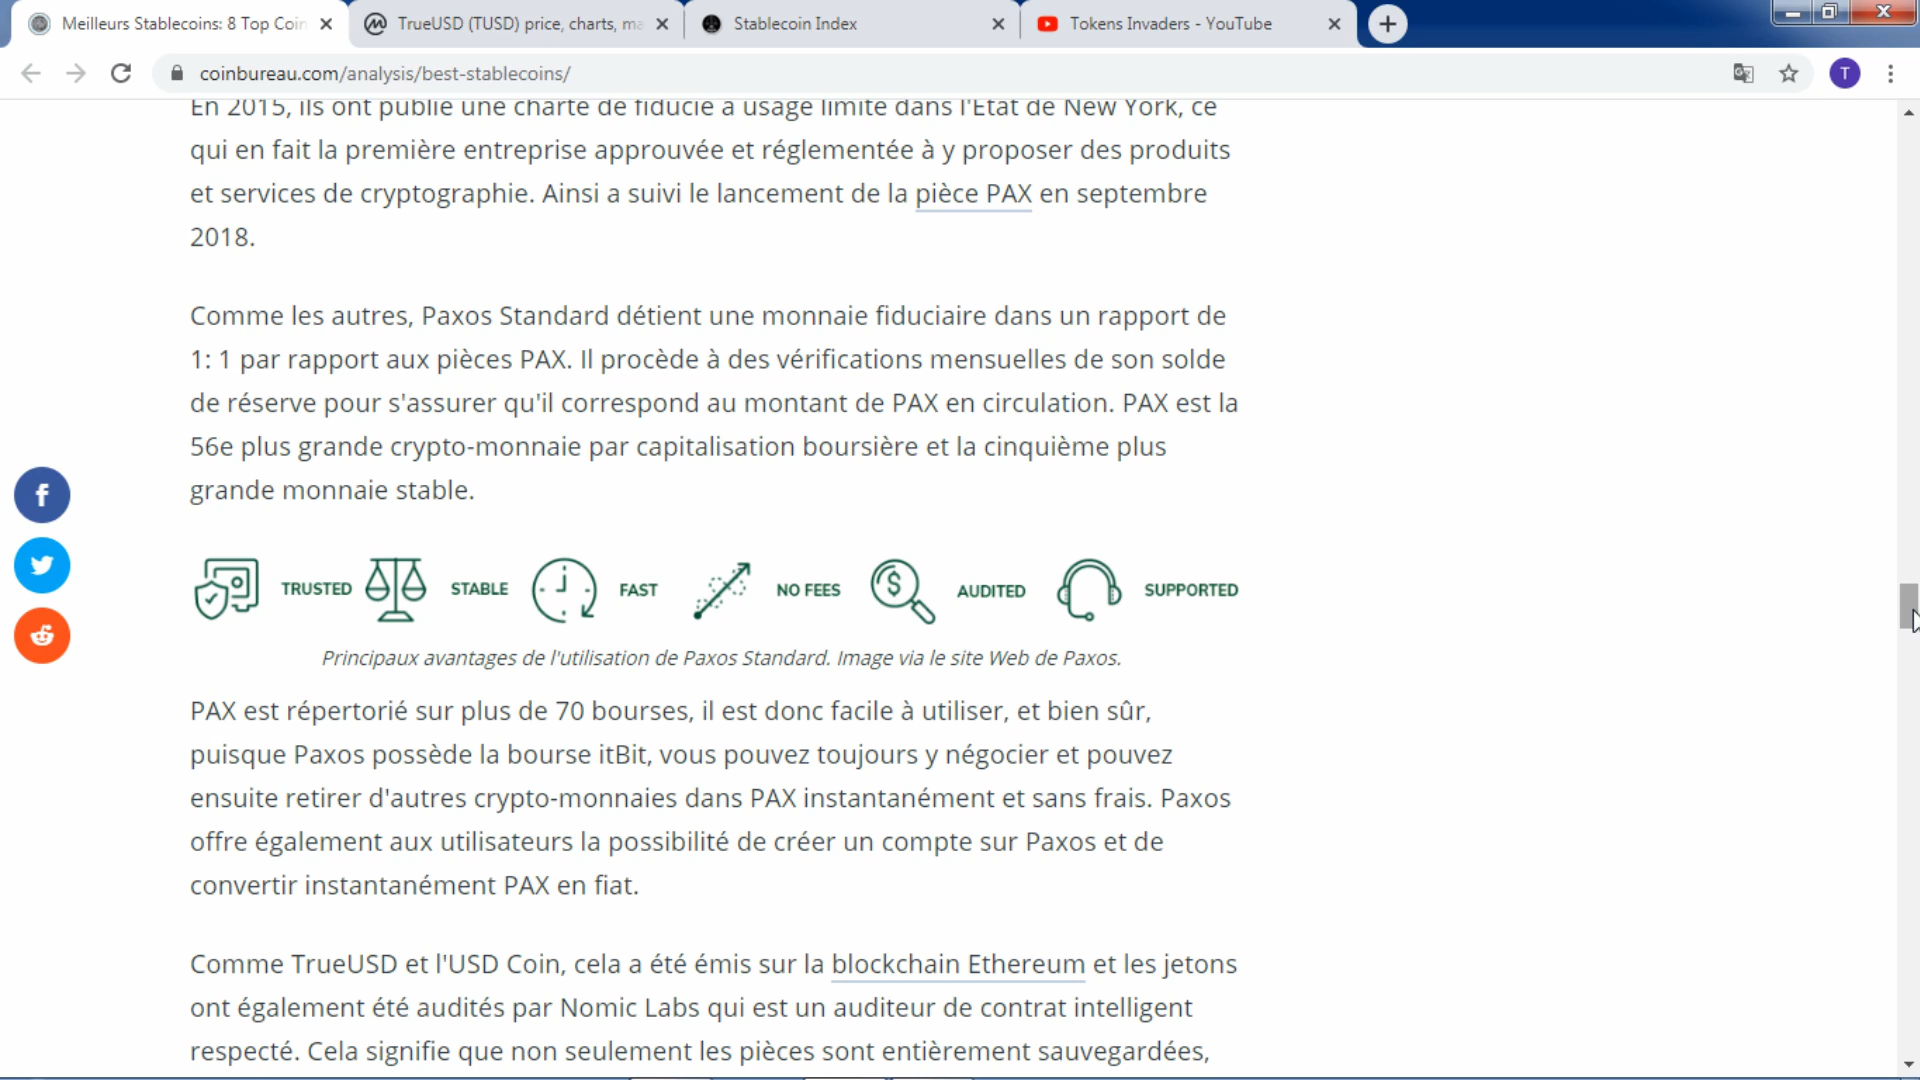 Meilleurs Stablecoins: 8 Top Coin
TrueUSD (TUSD) price, charts, ma
Stablecoin Index
Tokens Invaders - YouTube
coinbureau.com/analysis/best-stablecoins/
T
En 2015, ils ont publié une charte de fiducie à usage limité dans l'État de New York, ce
qui en fait la première entreprise approuvée et réglementée à y proposer des produits
et services de cryptographie. Ainsi a suivi le lancement de la pièce PAX en septembre
2018.
Comme les autres, Paxos Standard détient une monnaie fiduciaire dans un rapport de
1: 1 par rapport aux pièces PAX. Il procède à des vérifications mensuelles de son solde
de réserve pour s'assurer qu'il correspond au montant de PAX en circulation. PAX est la
56e plus grande crypto-monnaie par capitalisation boursière et la cinquième plus
grande monnaie stable.
TRUSTED STABLE FAST NO FEES AUDITED SUPPORTED
Principaux avantages de l'utilisation de Paxos Standard. Image via le site Web de Paxos.
PAX est répertorié sur plus de 70 bourses, il est donc facile à utiliser, et bien sûr,
puisque Paxos possède la bourse itBit, vous pouvez toujours y négocier et pouvez
ensuite retirer d'autres crypto-monnaies dans PAX instantanément et sans frais. Paxos
offre également aux utilisateurs la possibilité de créer un compte sur Paxos et de
convertir instantanément PAX en fiat.
Comme TrueUSD et l'USD Coin, cela a été émis sur la blockchain Ethereum et les jetons
ont également été audités par Nomic Labs qui est un auditeur de contrat intelligent
respecté. Cela signifie que non seulement les pièces sont entièrement sauvegardées,